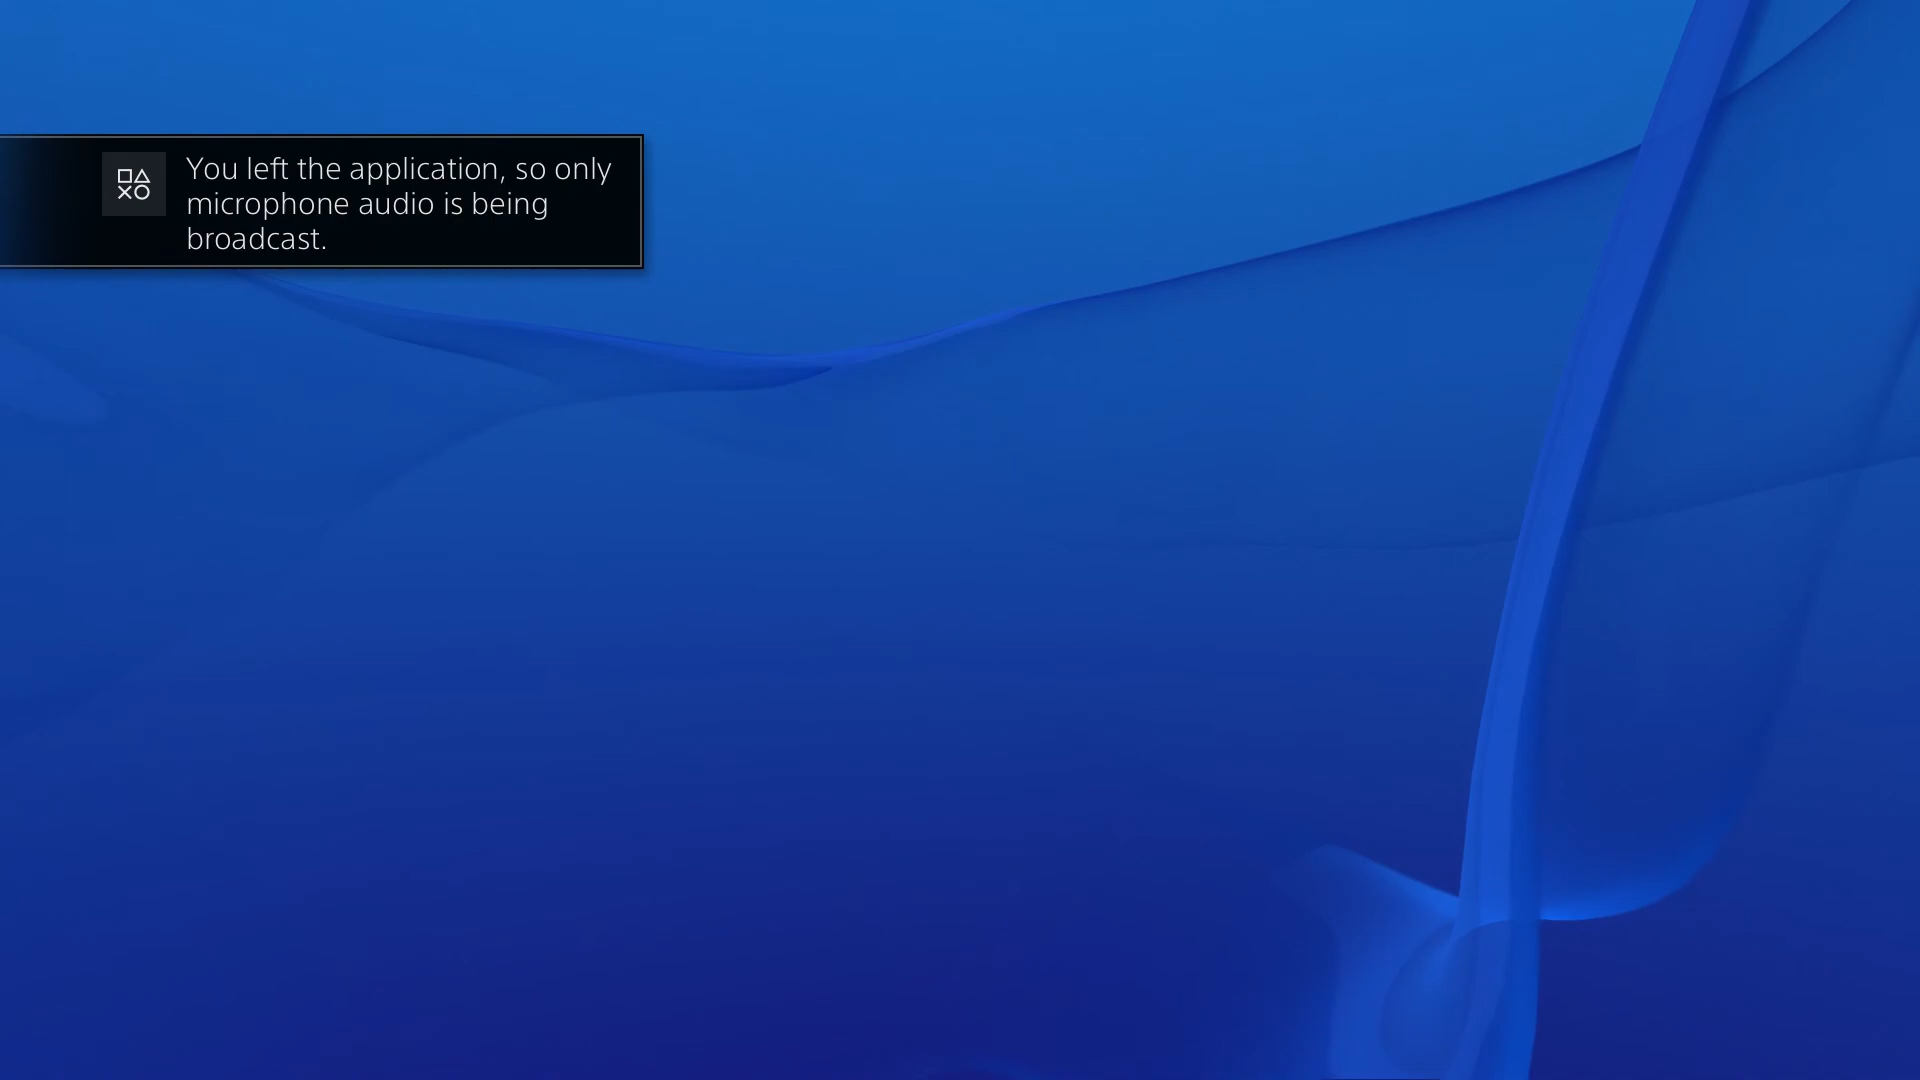 You left the application, so only
microphone audio is being
broadcast.